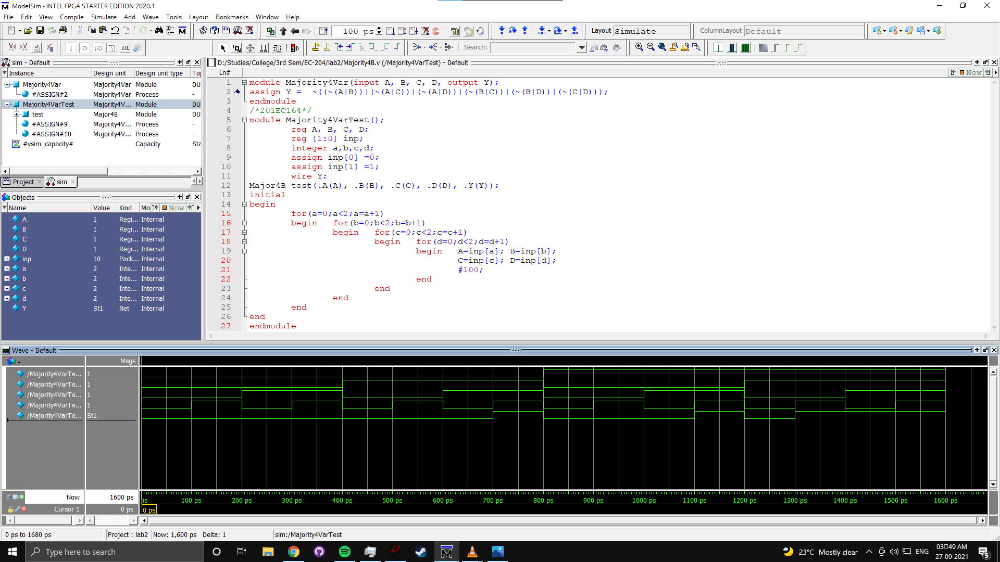 ModelSim - INTEL FPGA STARTER EDITION 2020.1
File Edit View Compile Simulate Add Wave Tools Layout Bookmarks Window Help
100 ps
Layout Simulate
ColumnLayout Default
Search:
sim - Default
Instance Design unit Design unit type Top
Majority4Var Majority4Var Module DU
#ASSIGN#2 Majority4Var Process -
Majority4VarTest Majority4V... Module DU
test Major4B Module DU
#ASSIGN#9 Majority4V... Process -
#ASSIGN#10 Majority4V... Process -
#vsim_capacity# Capacity Sta
Project sim
Objects
Name Value Kind Mo Now
A 1 Regi... Internal
B 1 Regi... Internal
C 1 Regi... Internal
D 1 Regi... Internal
inp 10 Pack... Internal
a 2 Inte... Internal
b 2 Inte... Internal
c 2 Inte... Internal
d 2 Inte... Internal
Y St1 Net Internal
D:/Studies/College/3rd Sem/EC-204/lab2/Majority4B.v (/Majority4VarTest) - Default
Ln# Now
1 module Majority4Var(input A, B, C, D, output Y);
2 assign Y =  ~((~(A|B))|(~(A|C))|(~(A|D))|(~(B|C))|(~(B|D))|(~(C|D)));
3 endmodule
4 /*201EC164*/
5 module Majority4VarTest();
6 reg A, B, C, D;
7 reg [1:0] inp;
8 integer a,b,c,d;
9 assign inp[0] =0;
10 assign inp[1] =1;
11 wire Y;
12 Major4B test(.A(A), .B(B), .C(C), .D(D), .Y(Y));
13 initial
14 begin
15 for(a=0;a<2;a=a+1)
16 begin for(b=0;b<2;b=b+1)
17 begin for(c=0;c<2;c=c+1)
18 begin for(d=0;d<2;d=d+1)
19 begin A=inp[a]; B=inp[b];
20 C=inp[c]; D=inp[d];
21 #100;
22 end
23 end
24 end
25 end
26 end
27 endmodule
Wave - Default
Msgs
/Majority4VarTe... 1
/Majority4VarTe... 1
/Majority4VarTe... 1
/Majority4VarTe... 1
/Majority4VarTe... St1
Now 1600 ps
ps 100 ps 200 ps 300 ps 400 ps 500 ps 600 ps 700 ps 800 ps 900 ps 1000 ps 1100 ps 1200 ps 1300 ps 1400 ps 1500 ps 1600 ps
Cursor 1 0 ps
0 ps
0 ps to 1680 ps Project : lab2 Now: 1,600 ps Delta: 1 sim:/Majority4VarTest
Type here to search
23°C Mostly clear
ENG
03:49 AM
27-09-2021
5